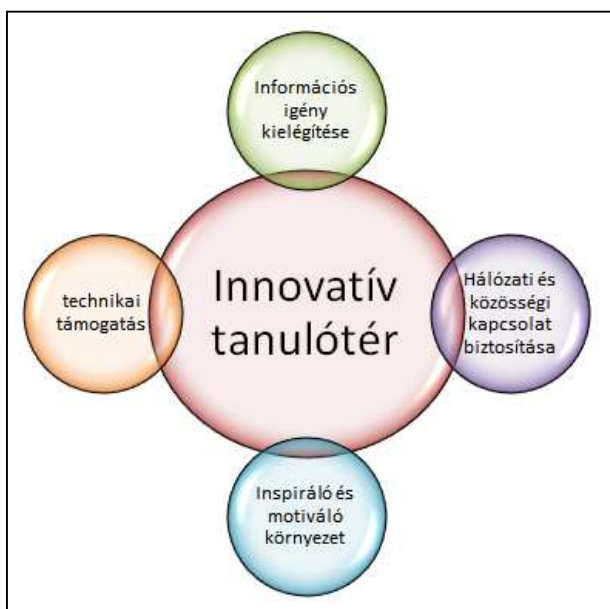 Információs
igény
kielégítése
technikai
támogatás
Innovatív
tanulótér
Hálózati és
közösségi
kapcsolat
biztosítása
Inspiráló és
motiváló
környezet